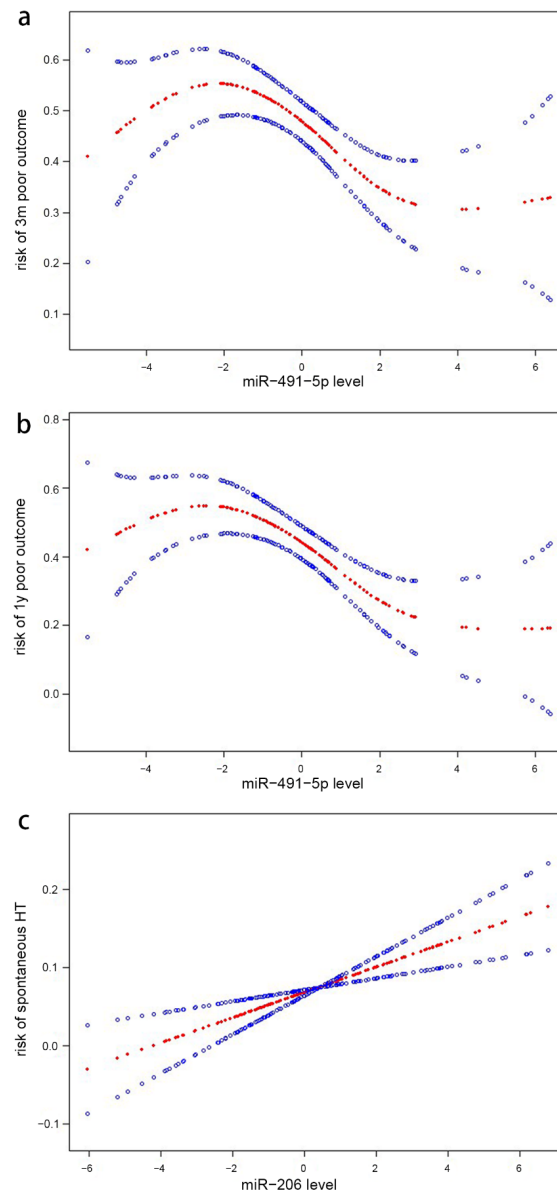 a
risk of 3m poor outcome
0.6
0.5
0.4
0.3
0.2
0.1
−4 −2 0 2 4 6
miR−491−5p level
b
risk of 1y poor outcome
0.8
0.6
0.4
0.2
0.0
−4 −2 0 2 4 6
miR−491−5p level
c
risk of spontaneous HT
0.2
0.1
0.0
−0.1
−6 −4 −2 0 2 4 6
miR−206 level